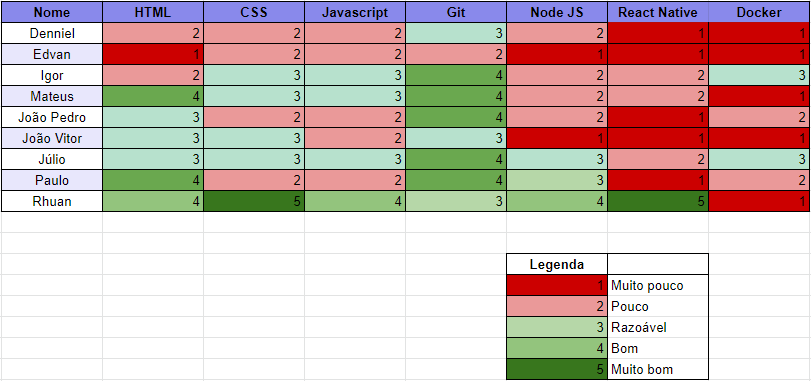 Nome HTML CSS Javascript Git Node JS React Native Docker
Denniel 2 2 2 3 2 1 1
Edvan 1 2 2 2 1 1 1
Igor 2 3 3 4 2 2 3
Mateus 4 3 3 4 2 2 1
João Pedro 3 2 2 4 2 1 2
João Vitor 3 3 2 3 1 1 1
Júlio 3 3 3 4 3 2 3
Paulo 4 2 2 4 3 1 2
Rhuan 4 5 4 3 4 5 1
Legenda
1 Muito pouco
2 Pouco
3 Razoável
4 Bom
5 Muito bom